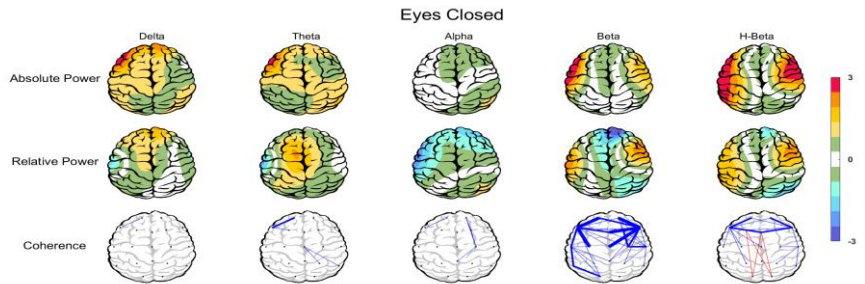 Eyes Closed
Delta Theta Alpha Beta H-Beta
Absolute Power
3
Relative Power
0
Coherence
-3